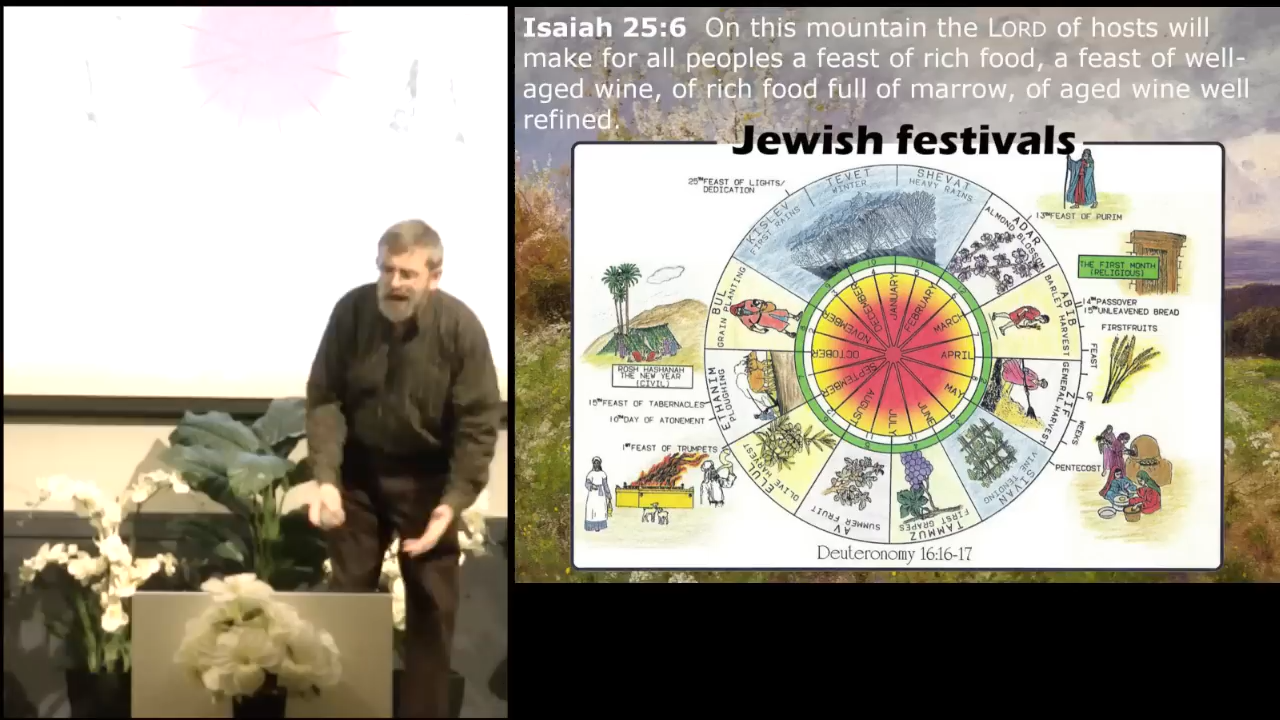 Isaiah 25:6 On this mountain the LORD of hosts will
make for all peoples a feast of rich food, a feast of well-
aged wine, of rich food full of marrow, of aged wine well
refined.
Jewish festivals
25TH FEAST OF LIGHTS/
DEDICATION
TEVET
WINTER
SHEVAT
HEAVY RAINS
KISLEV
FIRST RAINS
ADAR
ALMOND BLOSSOM
13TH FEAST OF PURIM
THE FIRST MONTH
(RELIGIOUS)
BUL
GRAIN PLANTING
ABIB
BARLEY HARVEST
14TH PASSOVER
15TH UNLEAVENED BREAD
FIRSTFRUITS
FEAST
OF
WEEKS
PENTECOST
ROSH HASHANAH
THE NEW YEAR
(CIVIL)
15TH FEAST OF TABERNACLES
10TH DAY OF ATONEMENT
1ST FEAST OF TRUMPETS
ETHANIM
PLOUGHING
ZIF
GENERAL HARVEST
ELUL
OLIVE HARVEST
SIVAN
VINE TENDING
AV
SUMMER FRUIT
TAMMUZ
FIRST GRAPES
JANUARY
FEBRUARY
MARCH
APRIL
MAY
JUNE
JULY
AUGUST
SEPTEMBER
OCTOBER
NOVEMBER
DECEMBER
Deuteronomy 16:16-17